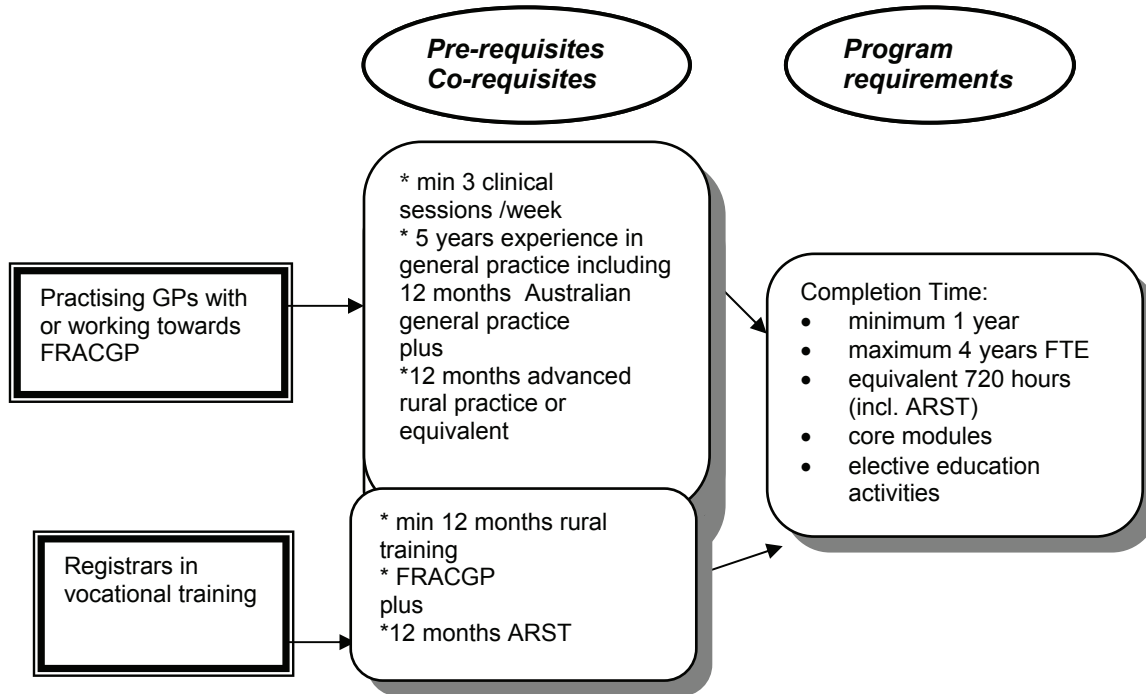 Pre-requisites
Co-requisites
Program
requirements
Practising GPs with
or working towards
FRACGP
* min 3 clinical
sessions /week
* 5 years experience in
general practice including
12 months  Australian
general practice
plus
*12 months advanced
rural practice or
equivalent
Registrars in
vocational training
* min 12 months rural
training
* FRACGP
plus
*12 months ARST
Completion Time:
• minimum 1 year
• maximum 4 years FTE
• equivalent 720 hours
(incl. ARST)
• core modules
• elective education
activities